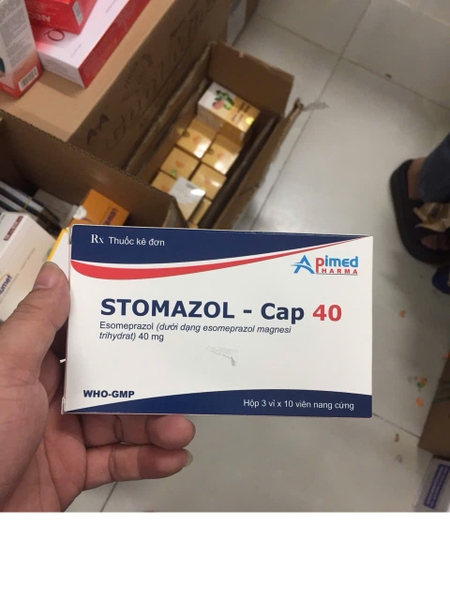 Rx Thuốc kê đơn
Apimed
PHARMA
STOMAZOL - Cap 40
Esomeprazol (dưới dạng esomeprazol magnesi
trihydrat) 40 mg
WHO-GMP
Hộp 3 vỉ x 10 viên nang cứng